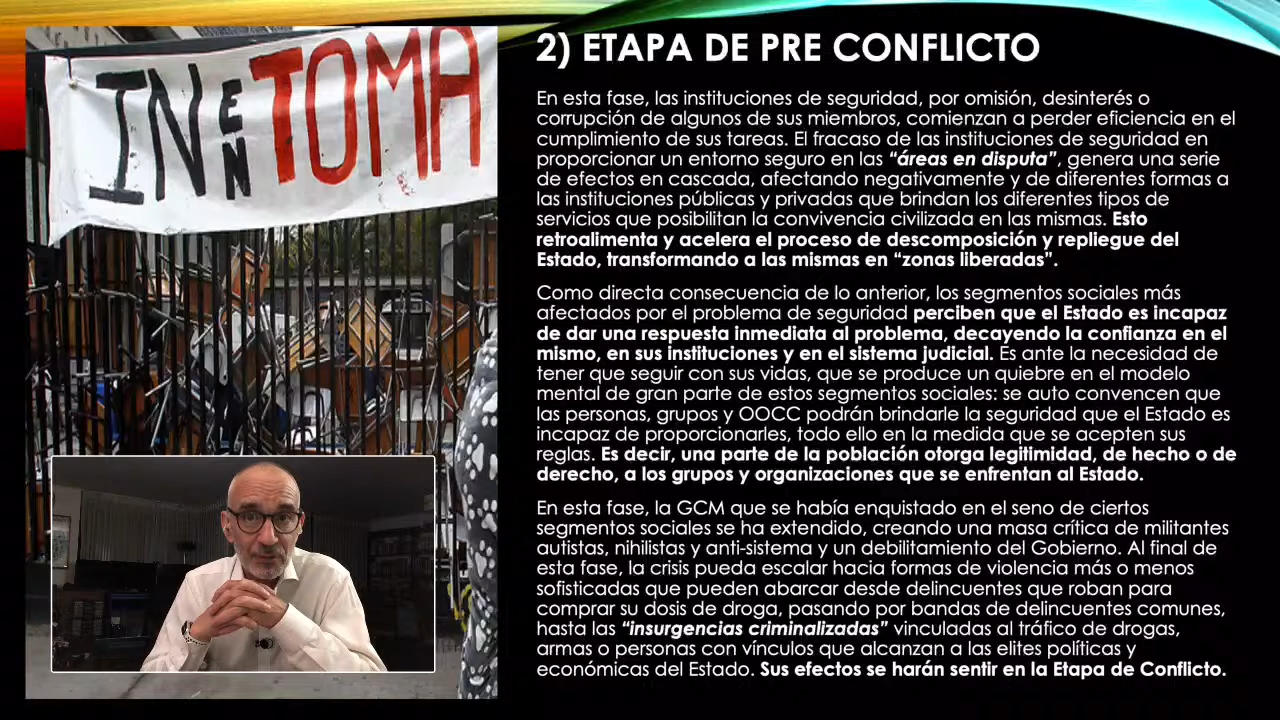 IN EN TOMA
2) ETAPA DE PRE CONFLICTO
En esta fase, las instituciones de seguridad, por omisión, desinterés o
corrupción de algunos de sus miembros, comienzan a perder eficiencia en el
cumplimiento de sus tareas. El fracaso de las instituciones de seguridad en
proporcionar un entorno seguro en las “áreas en disputa”, genera una serie
de efectos en cascada, afectando negativamente y de diferentes formas a
las instituciones públicas y privadas que brindan los diferentes tipos de
servicios que posibilitan la convivencia civilizada en las mismas. Esto
retroalimenta y acelera el proceso de descomposición y repliegue del
Estado, transformando a las mismas en “zonas liberadas”.
Como directa consecuencia de lo anterior, los segmentos sociales más
afectados por el problema de seguridad perciben que el Estado es incapaz
de dar una respuesta inmediata al problema, decayendo la confianza en el
mismo, en sus instituciones y en el sistema judicial. Es ante la necesidad de
tener que seguir con sus vidas, que se produce un quiebre en el modelo
mental de gran parte de estos segmentos sociales: se auto convencen que
las personas, grupos y OOCC podrán brindarle la seguridad que el Estado es
incapaz de proporcionarles, todo ello en la medida que se acepten sus
reglas. Es decir, una parte de la población otorga legitimidad, de hecho o de
derecho, a los grupos y organizaciones que se enfrentan al Estado.
En esta fase, la GCM que se había enquistado en el seno de ciertos
segmentos sociales se ha extendido, creando una masa crítica de militantes
autistas, nihilistas y anti-sistema y un debilitamiento del Gobierno. Al final de
esta fase, la crisis pueda escalar hacia formas de violencia más o menos
sofisticadas que pueden abarcar desde delincuentes que roban para
comprar su dosis de droga, pasando por bandas de delincuentes comunes,
hasta las “insurgencias criminalizadas” vinculadas al tráfico de drogas,
armas o personas con vínculos que alcanzan a las elites políticas y
económicas del Estado. Sus efectos se harán sentir en la Etapa de Conflicto.